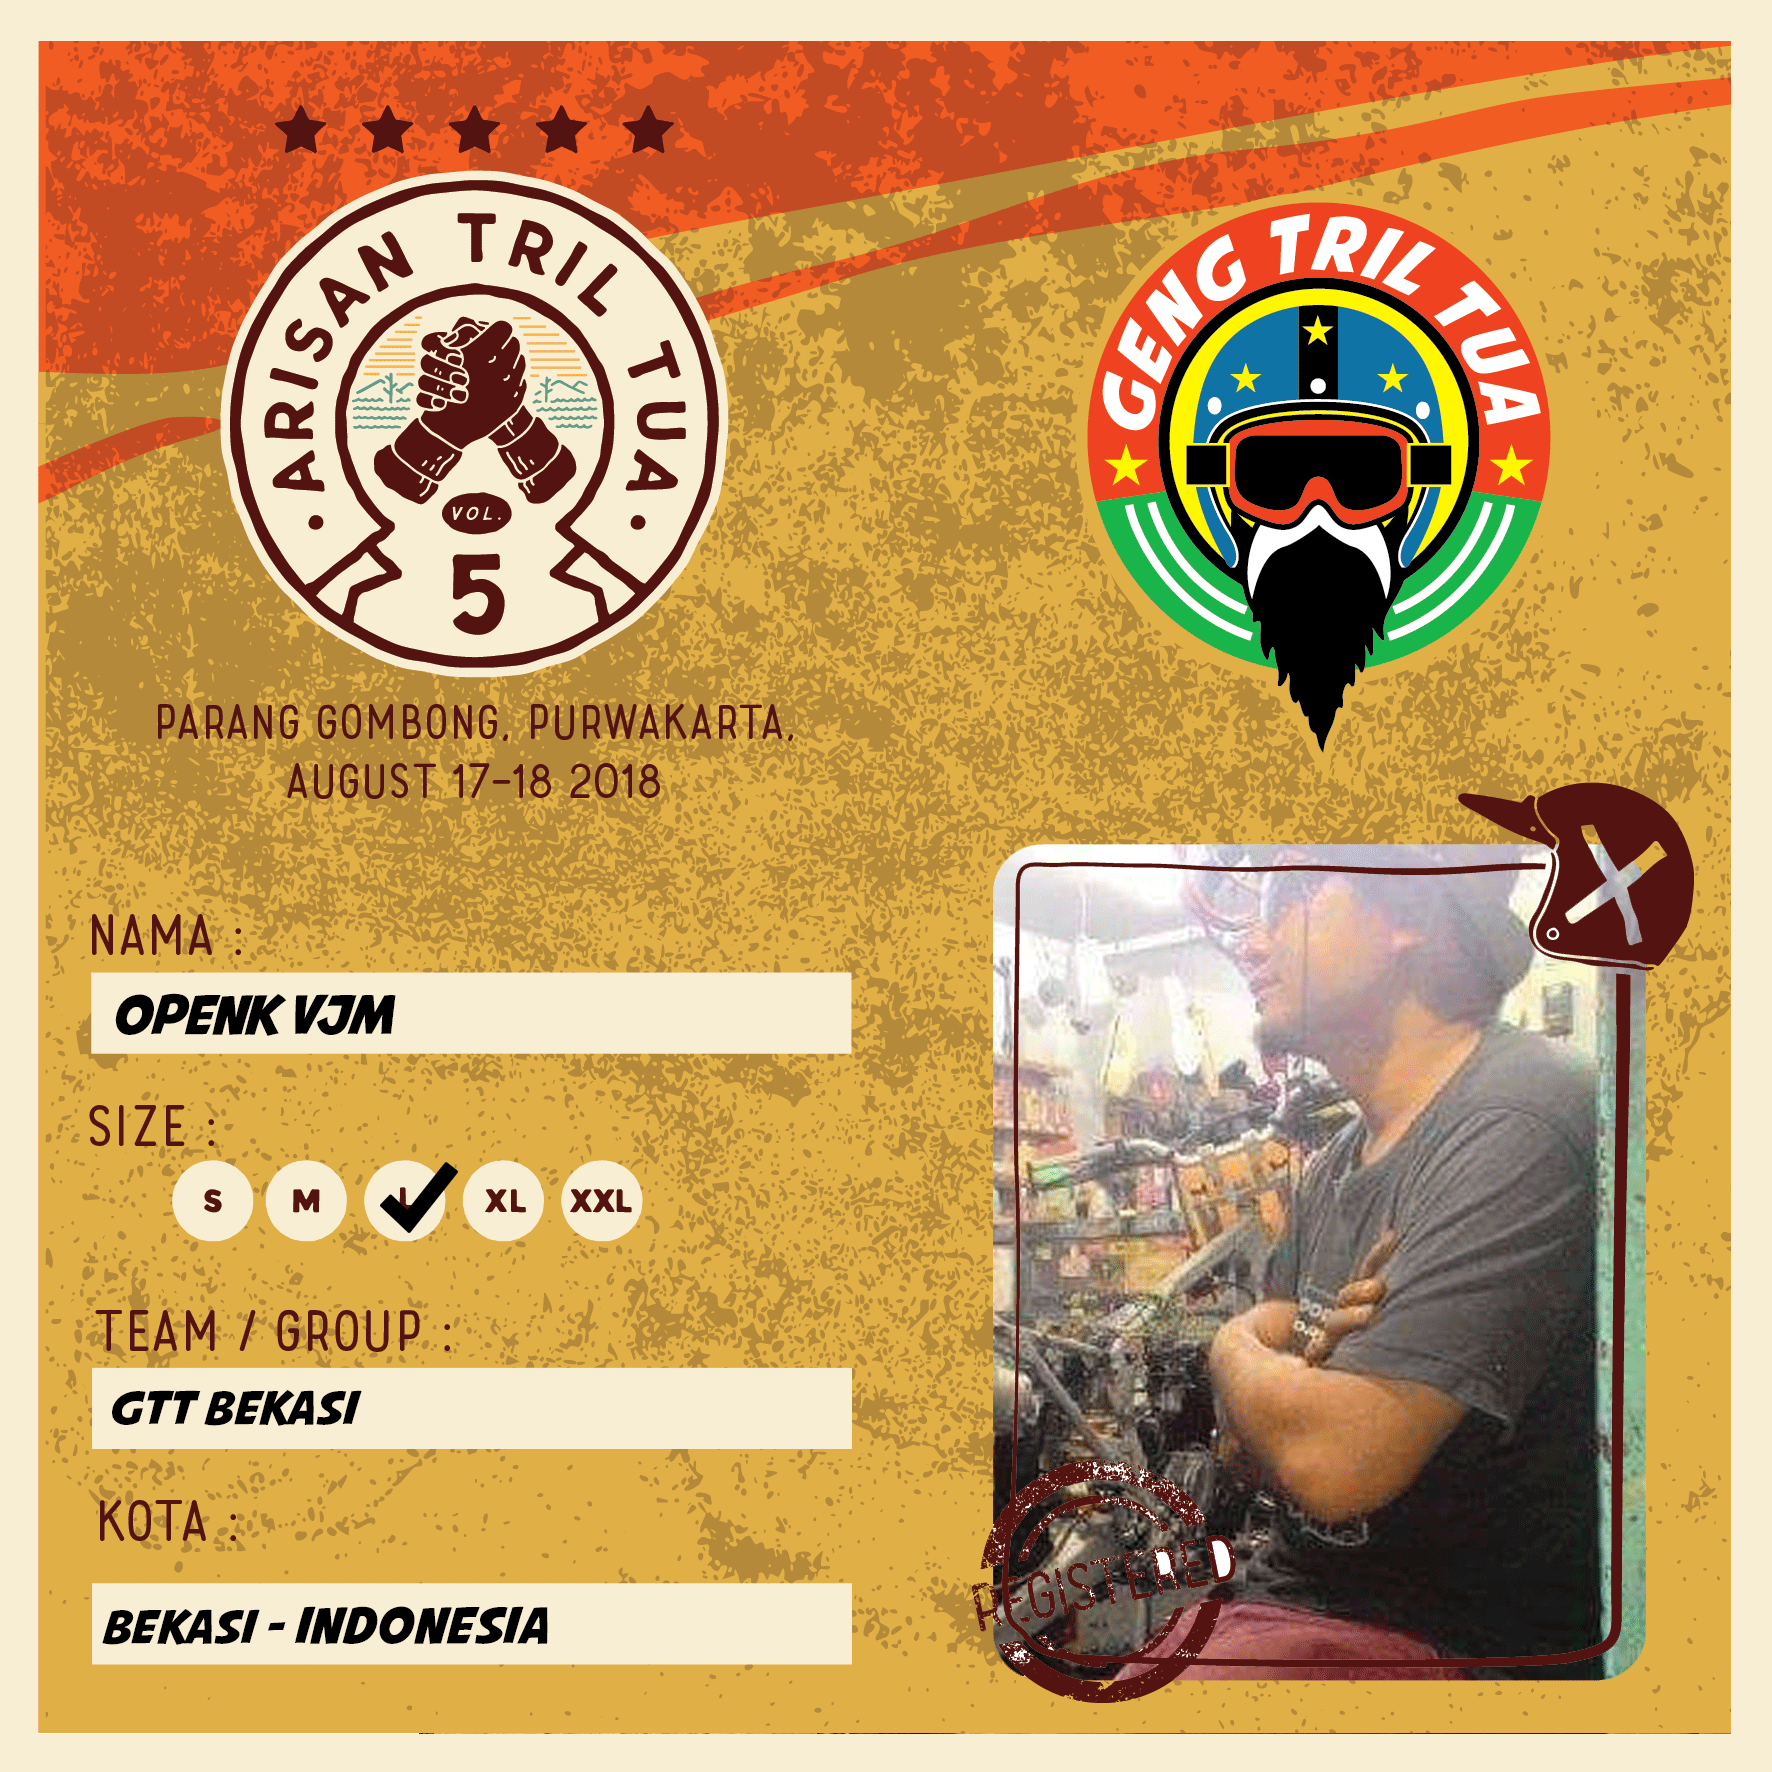 ARISAN TRIL TUA
VOL.
5
GENG TRIL TUA
PARANG GOMBONG, PURWAKARTA,
AUGUST 17-18 2018
NAMA :
OPENK VJM
SIZE :
S M L XL XXL
TEAM / GROUP :
GTT BEKASI
KOTA :
BEKASI - INDONESIA
REGISTERED